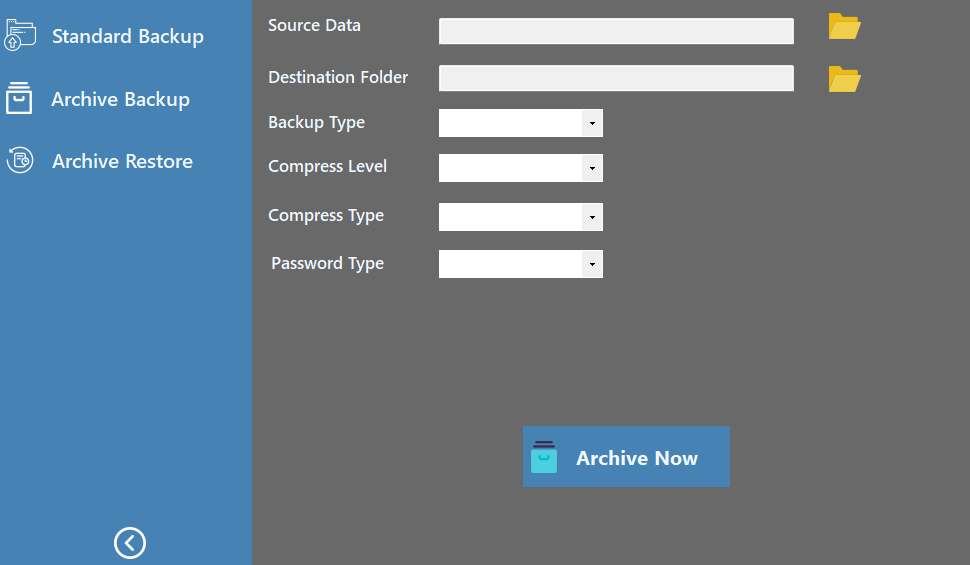 Standard Backup
Archive Backup
Archive Restore
Source Data
Destination Folder
Backup Type
Compress Level
Compress Type
Password Type
Archive Now